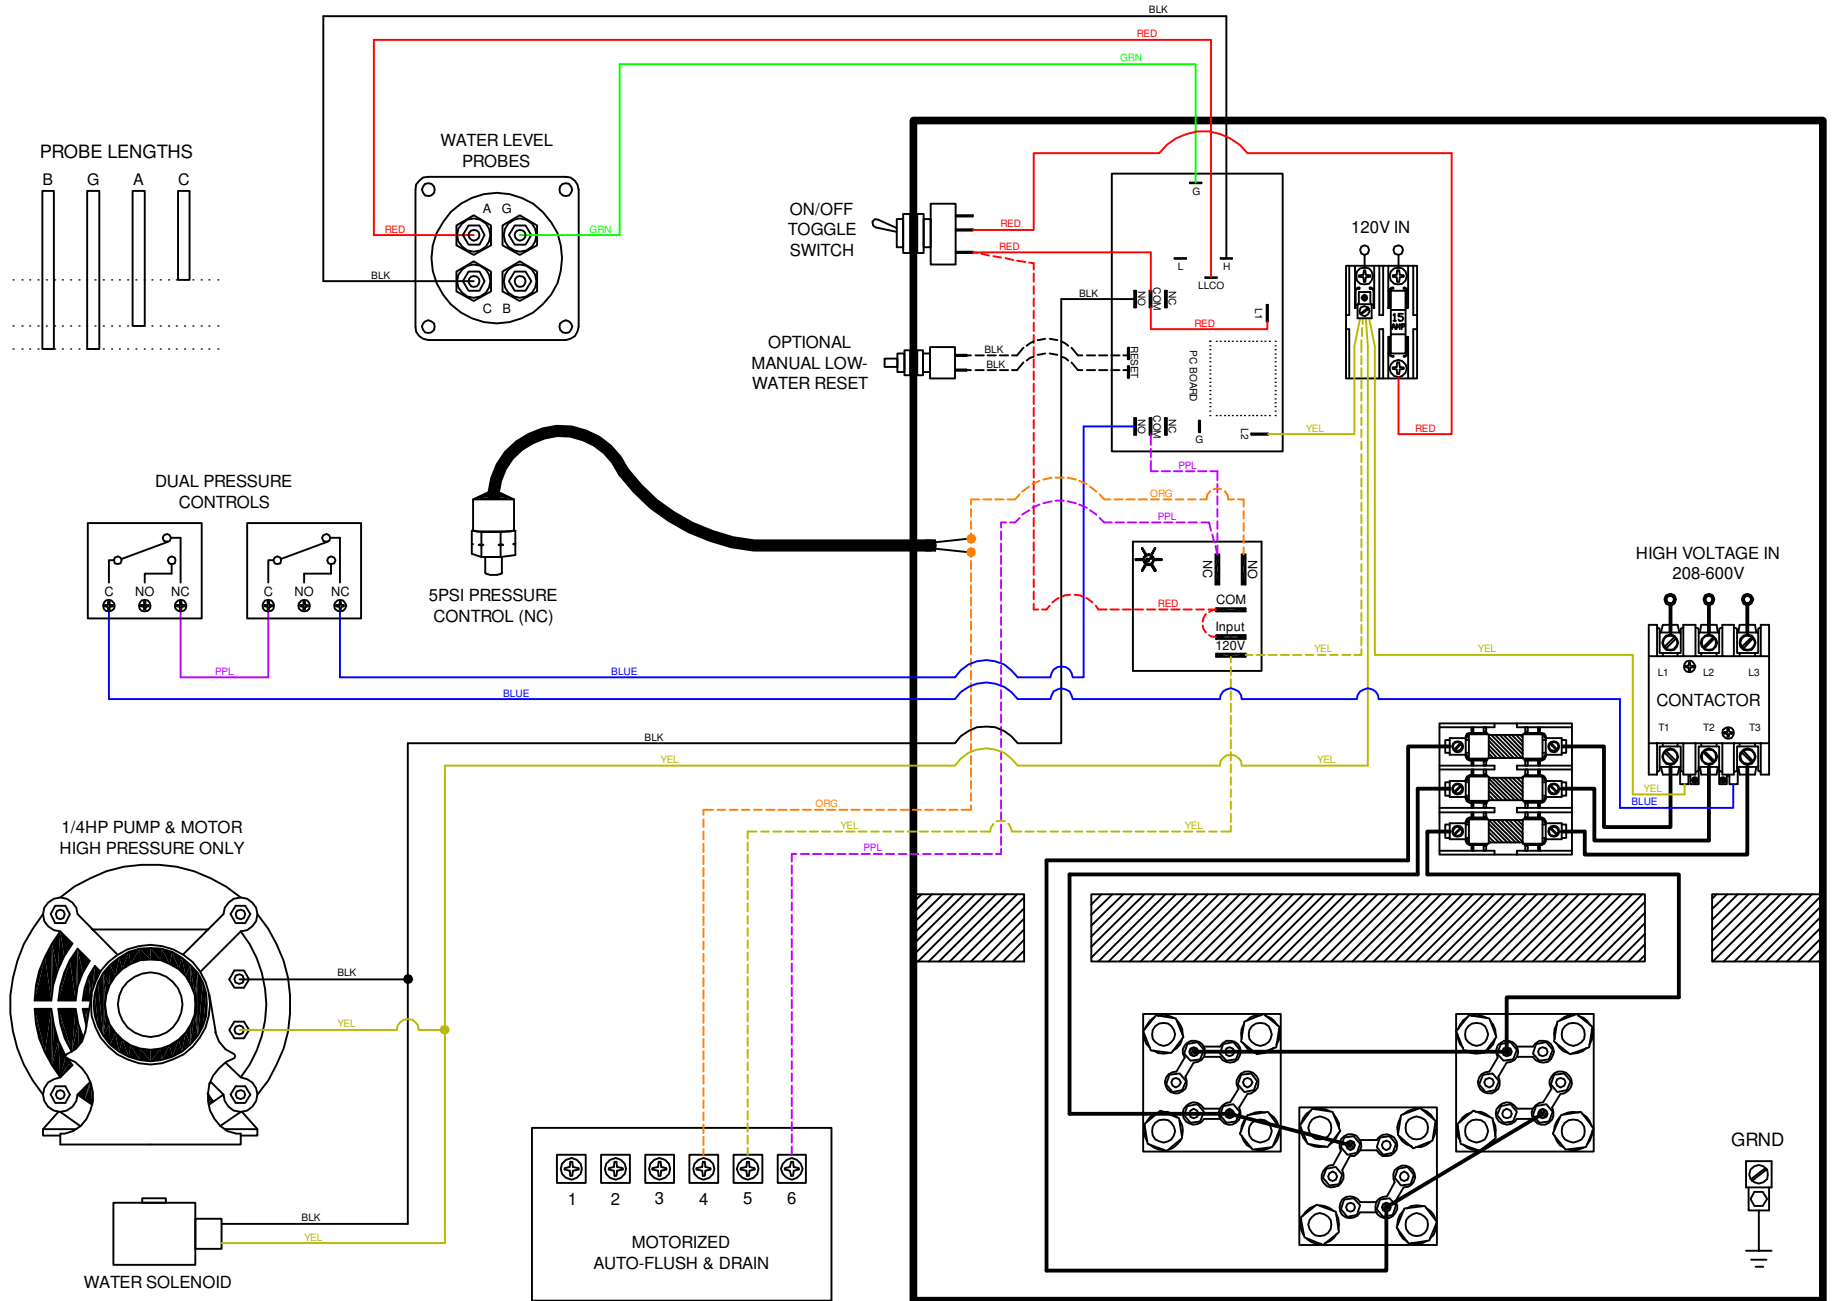 BLK
RED
GRN
PROBE LENGTHS
B G A C
WATER LEVEL
PROBES
A G
C B
RED
GRN
BLK
ON/OFF
TOGGLE
SWITCH
RED
RED
G
L
H
LLCO
NO COM NC
L1
BLK
RED
120V IN
15
AMP
OPTIONAL
MANUAL LOW-
WATER RESET
BLK
BLK
RESET
PC BOARD
NO COM NC
G
L2
YEL
RED
PPL
ORG
PPL
DUAL PRESSURE
CONTROLS
C NO NC
C NO NC
PPL
5PSI PRESSURE
CONTROL (NC)
NC
NO
COM
Input
120V
RED
YEL
YEL
HIGH VOLTAGE IN
208-600V
L1 L2 L3
CONTACTOR
T1 T2 T3
YEL
BLUE
BLUE
BLUE
BLK
YEL
YEL
ORG
YEL
YEL
PPL
1/4HP PUMP & MOTOR
HIGH PRESSURE ONLY
BLK
YEL
BLK
YEL
WATER SOLENOID
1 2 3 4 5 6
MOTORIZED
AUTO-FLUSH & DRAIN
GRND